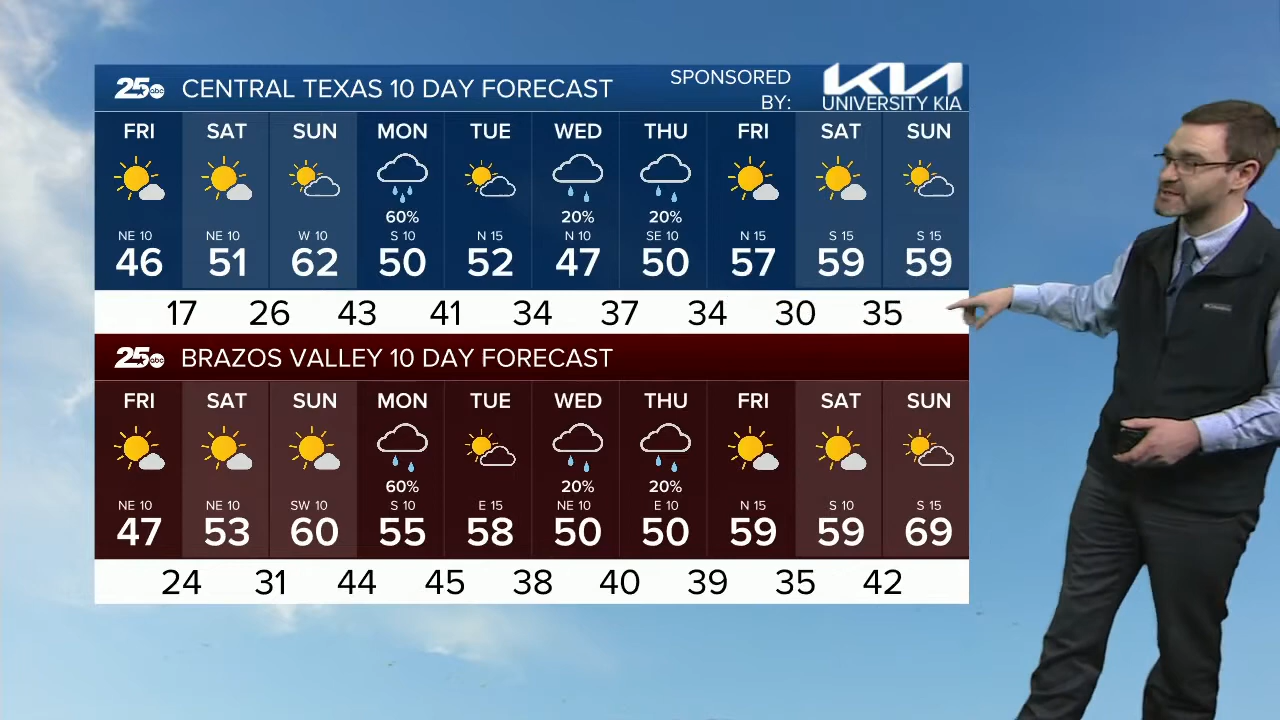 25 abc CENTRAL TEXAS 10 DAY FORECAST SPONSORED BY: KIA UNIVERSITY KIA
FRI SAT SUN MON TUE WED THU FRI SAT SUN
60% 20% 20%
NE 10 NE 10 W 10 S 10 N 15 N 10 SE 10 N 15 S 15 S 15
46 51 62 50 52 47 50 57 59 59
17 26 43 41 34 37 34 30 35
25 abc BRAZOS VALLEY 10 DAY FORECAST
FRI SAT SUN MON TUE WED THU FRI SAT SUN
60% 20% 20%
NE 10 NE 10 SW 10 S 10 E 15 NE 10 E 10 N 15 S 10 S 15
47 53 60 55 58 50 50 59 59 69
24 31 44 45 38 40 39 35 42